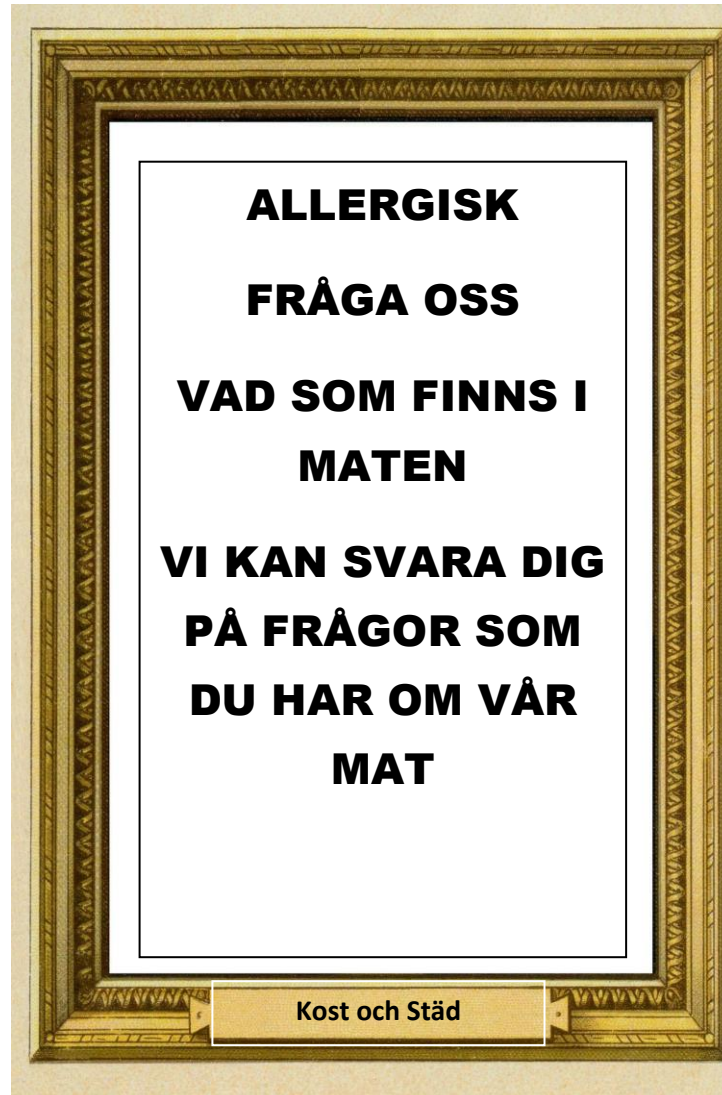 ALLERGISK
FRÅGA OSS
VAD SOM FINNS I
MATEN
VI KAN SVARA DIG
PÅ FRÅGOR SOM
DU HAR OM VÅR
MAT
Kost och Städ